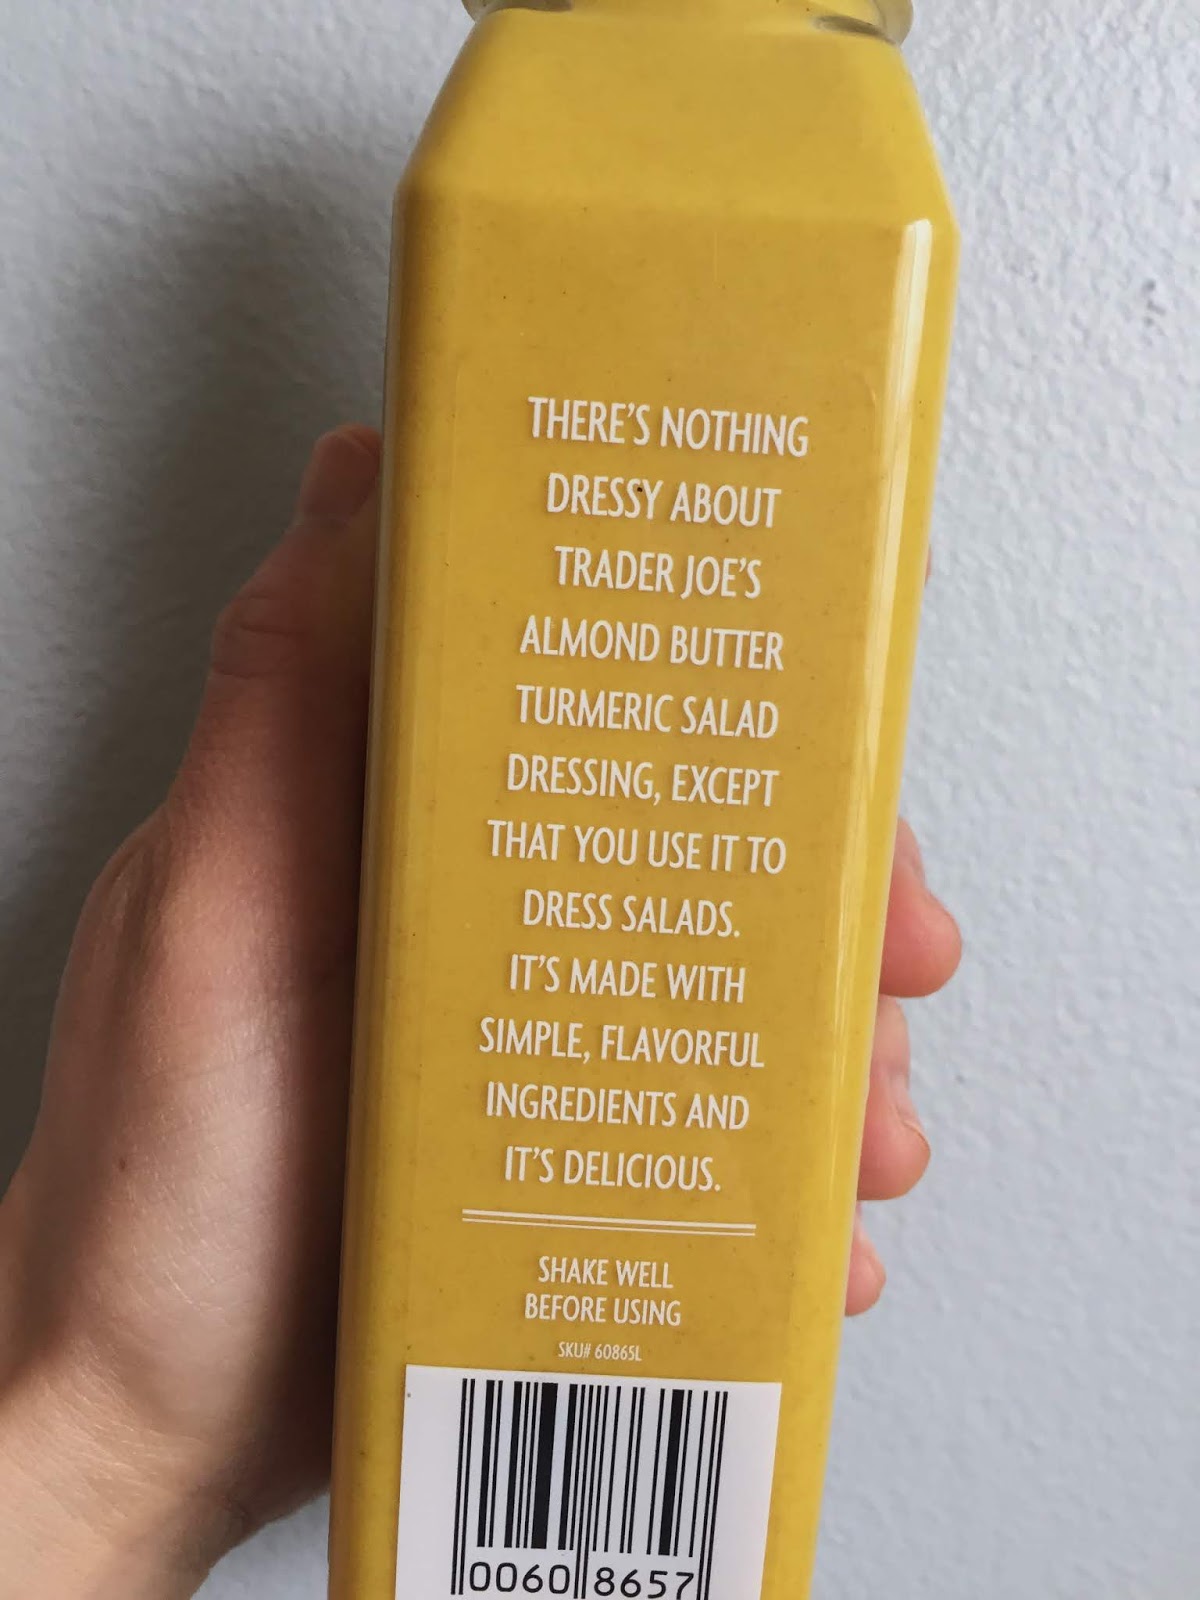 THERE'S NOTHING
DRESSY ABOUT
TRADER JOE'S
ALMOND BUTTER
TURMERIC SALAD
DRESSING, EXCEPT
THAT YOU USE IT TO
DRESS SALADS.
IT'S MADE WITH
SIMPLE, FLAVORFUL
INGREDIENTS AND
IT'S DELICIOUS.
SHAKE WELL
BEFORE USING
SKU# 60865L
0060 8657